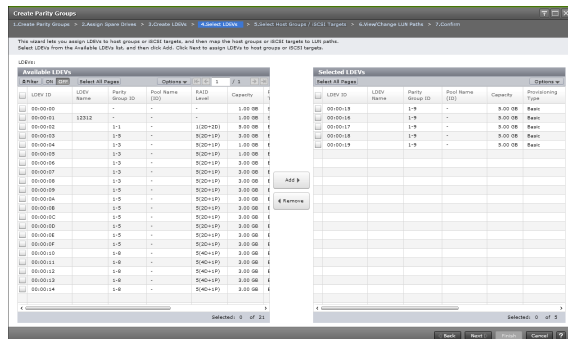 Create Parity Groups
1.Create Parity Groups > 2.Assign Spare Drives > 3.Create LDEVs > 4.Select LDEVs > 5.Select Host Groups / iSCSI Targets > 6.View/Change LUN Paths > 7.Confirm
This wizard lets you assign LDEVs to host groups or iSCSI targets, and then map the host groups or iSCSI targets to LUN paths.
Select LDEVs from the Available LDEVs list, and then click Add. Click Next to assign LDEVs to host groups or iSCSI targets.
LDEVs:
Available LDEVs
Filter ON OFF Select All Pages Options 1 / 1
LDEV ID LDEV Name Parity Group ID Pool Name (ID) RAID Level Capacity
00:00:00 - - - 1.00 GB
00:00:01 12312 - - - 1.00 GB
00:00:02 1-1 - 1(2D+2D) 5.00 GB
00:00:03 1-5 - 5(2D+1P) 3.00 GB
00:00:04 1-3 - 5(2D+1P) 1.00 GB
00:00:05 1-3 - 5(2D+1P) 1.00 GB
00:00:06 1-3 - 5(2D+1P) 3.00 GB
00:00:07 1-3 - 5(2D+1P) 3.00 GB
00:00:08 1-3 - 5(2D+1P) 3.00 GB
00:00:09 1-3 - 5(2D+1P) 3.00 GB
00:00:0A 1-5 - 5(2D+1P) 3.00 GB
00:00:0B 1-5 - 5(2D+1P) 3.00 GB
00:00:0C 1-5 - 5(2D+1P) 3.00 GB
00:00:0D 1-5 - 5(2D+1P) 3.00 GB
00:00:0E 1-5 - 5(2D+1P) 3.00 GB
00:00:0F 1-5 - 5(2D+1P) 3.00 GB
00:00:10 1-8 - 5(4D+1P) 3.00 GB
00:00:11 1-8 - 5(4D+1P) 3.00 GB
00:00:12 1-8 - 5(4D+1P) 3.00 GB
00:00:13 1-8 - 5(4D+1P) 3.00 GB
00:00:14 1-8 - 5(4D+1P) 3.00 GB
Selected: 0 of 21
Add
Remove
Selected LDEVs
Select All Pages Options
LDEV ID LDEV Name Parity Group ID Pool Name (ID) Capacity Provisioning Type
00:00:15 1-9 - 5.00 GB Basic
00:00:16 1-9 - 5.00 GB Basic
00:00:17 1-9 - 5.00 GB Basic
00:00:18 1-9 - 5.00 GB Basic
00:00:19 1-9 - 5.00 GB Basic
Selected: 0 of 5
Back Next Finish Cancel ?